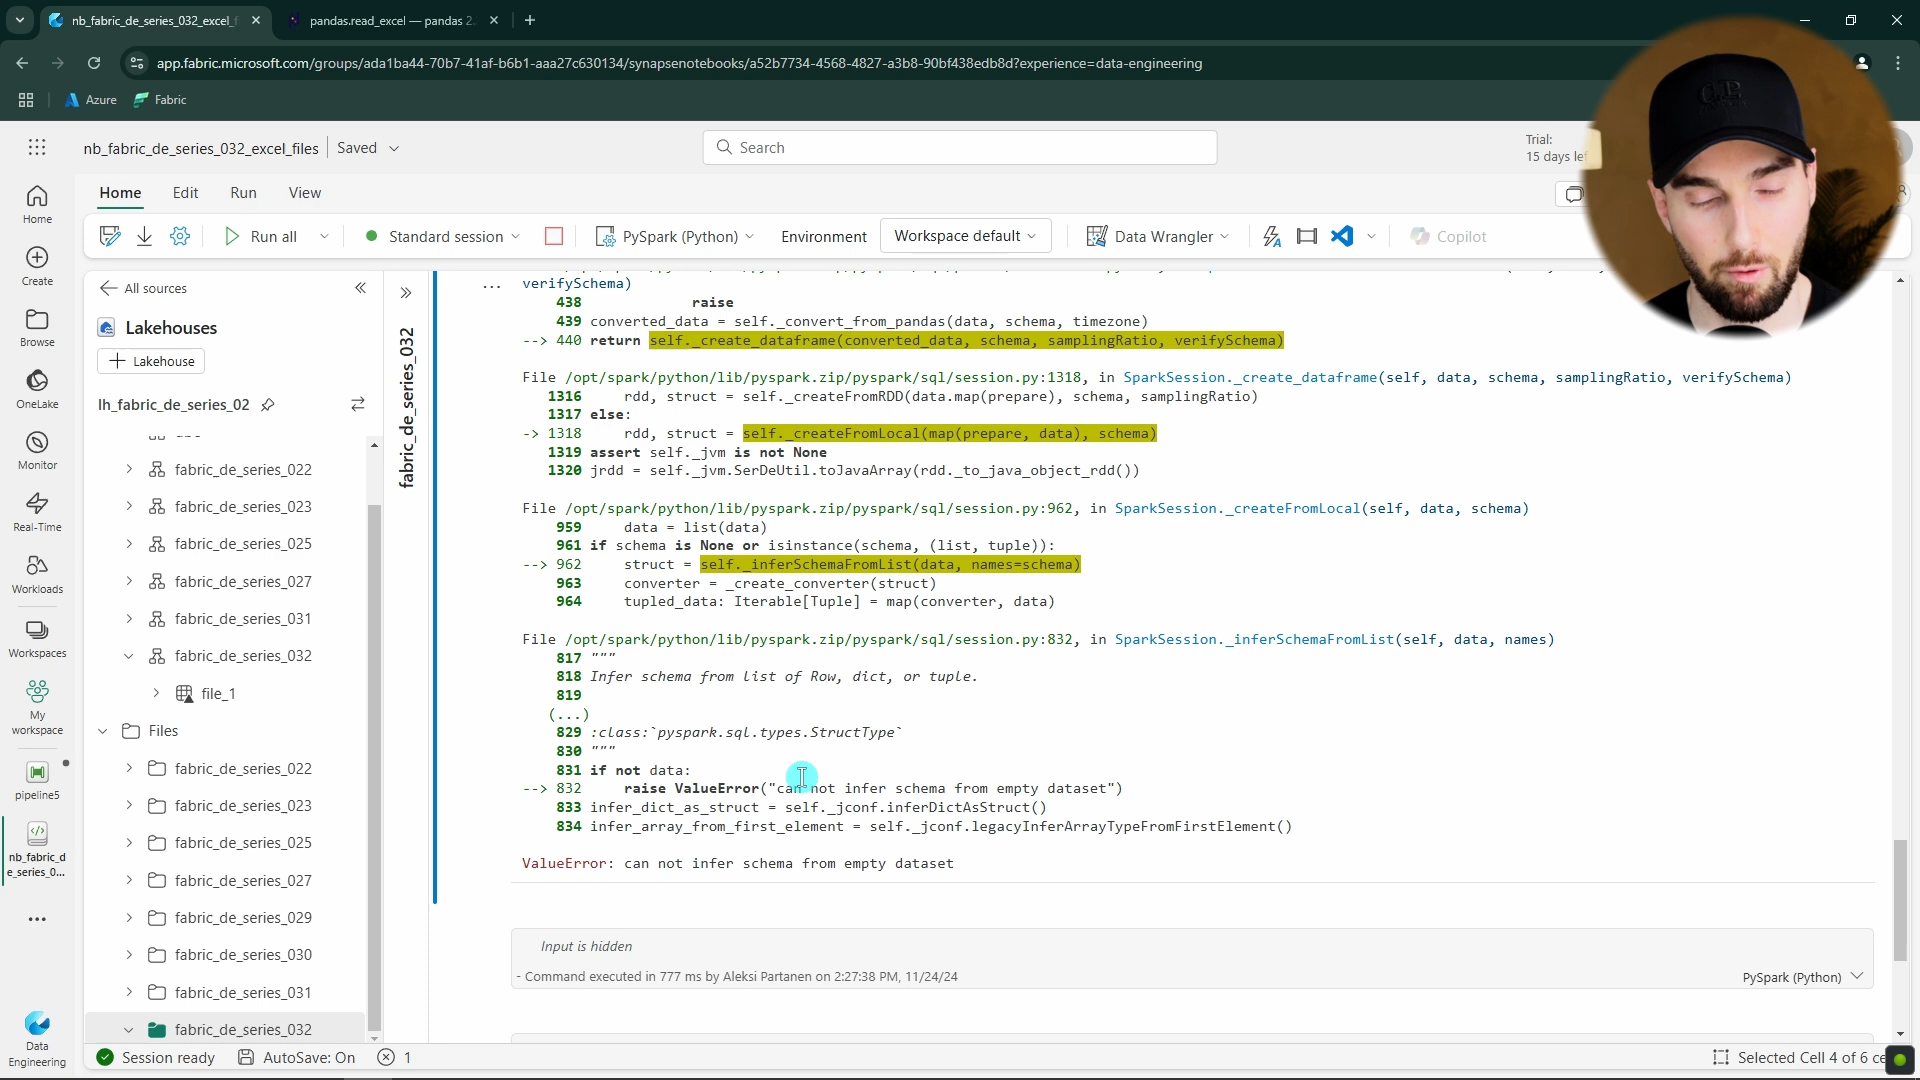 nb_fabric_de_series_032_excel_f
pandas.read_excel — pandas 2.
app.fabric.microsoft.com/groups/ada1ba44-70b7-41af-b6b1-aaa27c630134/synapsenotebooks/a52b7734-4568-4827-a3b8-90bf438edb8d?experience=data-engineering
Azure
Fabric
nb_fabric_de_series_032_excel_files
Saved
Search
Trial:
15 days lef
Home
Edit
Run
View
Run all
Standard session
PySpark (Python)
Environment
Workspace default
Data Wrangler
Copilot
Home
Create
Browse
OneLake
Monitor
Real-Time
Workloads
Workspaces
My
workspace
pipeline5
nb_fabric_d
e_series_0...
Data
Engineering
All sources
Lakehouses
Lakehouse
lh_fabric_de_series_02
fabric_de_series_022
fabric_de_series_023
fabric_de_series_025
fabric_de_series_027
fabric_de_series_031
fabric_de_series_032
file_1
Files
fabric_de_series_022
fabric_de_series_023
fabric_de_series_025
fabric_de_series_027
fabric_de_series_029
fabric_de_series_030
fabric_de_series_031
fabric_de_series_032
fabric_de_series_032
verifySchema)
438 raise
439 converted_data = self._convert_from_pandas(data, schema, timezone)
--> 440 return self._create_dataframe(converted_data, schema, samplingRatio, verifySchema)
File /opt/spark/python/lib/pyspark.zip/pyspark/sql/session.py:1318, in SparkSession._create_dataframe(self, data, schema, samplingRatio, verifySchema)
1316 rdd, struct = self._createFromRDD(data.map(prepare), schema, samplingRatio)
1317 else:
-> 1318 rdd, struct = self._createFromLocal(map(prepare, data), schema)
1319 assert self._jvm is not None
1320 jrdd = self._jvm.SerDeUtil.toJavaArray(rdd._to_java_object_rdd())
File /opt/spark/python/lib/pyspark.zip/pyspark/sql/session.py:962, in SparkSession._createFromLocal(self, data, schema)
959 data = list(data)
961 if schema is None or isinstance(schema, (list, tuple)):
--> 962 struct = self._inferSchemaFromList(data, names=schema)
963 converter = _create_converter(struct)
964 tupled_data: Iterable[Tuple] = map(converter, data)
File /opt/spark/python/lib/pyspark.zip/pyspark/sql/session.py:832, in SparkSession._inferSchemaFromList(self, data, names)
817 """
818 Infer schema from list of Row, dict, or tuple.
819
(...)
829 :class:`pyspark.sql.types.StructType`
830 """
831 if not data:
--> 832 raise ValueError("can not infer schema from empty dataset")
833 infer_dict_as_struct = self._jconf.inferDictAsStruct()
834 infer_array_from_first_element = self._jconf.legacyInferArrayTypeFromFirstElement()
ValueError: can not infer schema from empty dataset
Input is hidden
- Command executed in 777 ms by Aleksi Partanen on 2:27:38 PM, 11/24/24
PySpark (Python)
Session ready
AutoSave: On
1
Selected Cell 4 of 6 ce